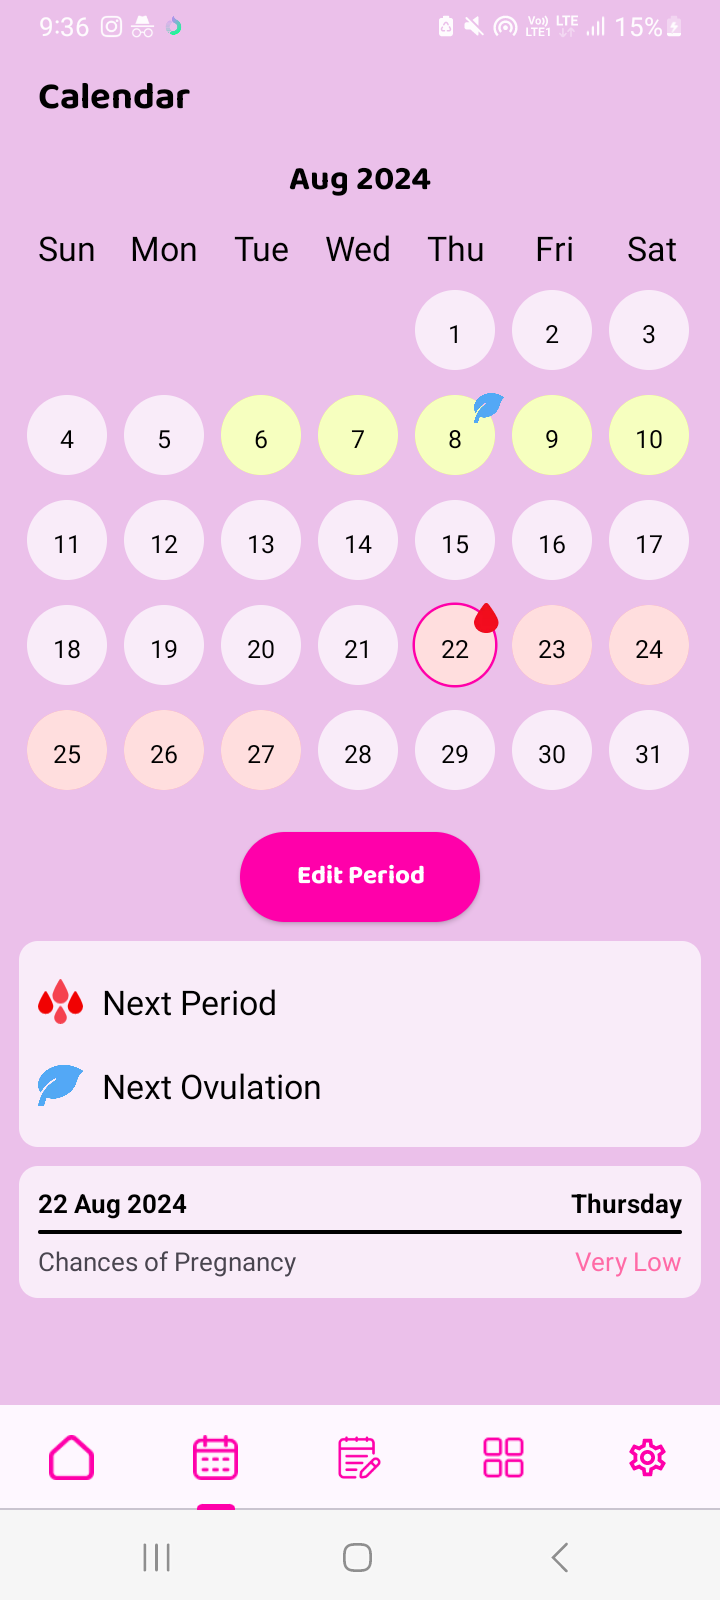 9:36 Vo) LTE1 LTE 15%
Calendar
Aug 2024
Sun Mon Tue Wed Thu Fri Sat
1 2 3
4 5 6 7 8 9 10
11 12 13 14 15 16 17
18 19 20 21 22 23 24
25 26 27 28 29 30 31
Edit Period
Next Period
Next Ovulation
22 Aug 2024 Thursday
Chances of Pregnancy Very Low